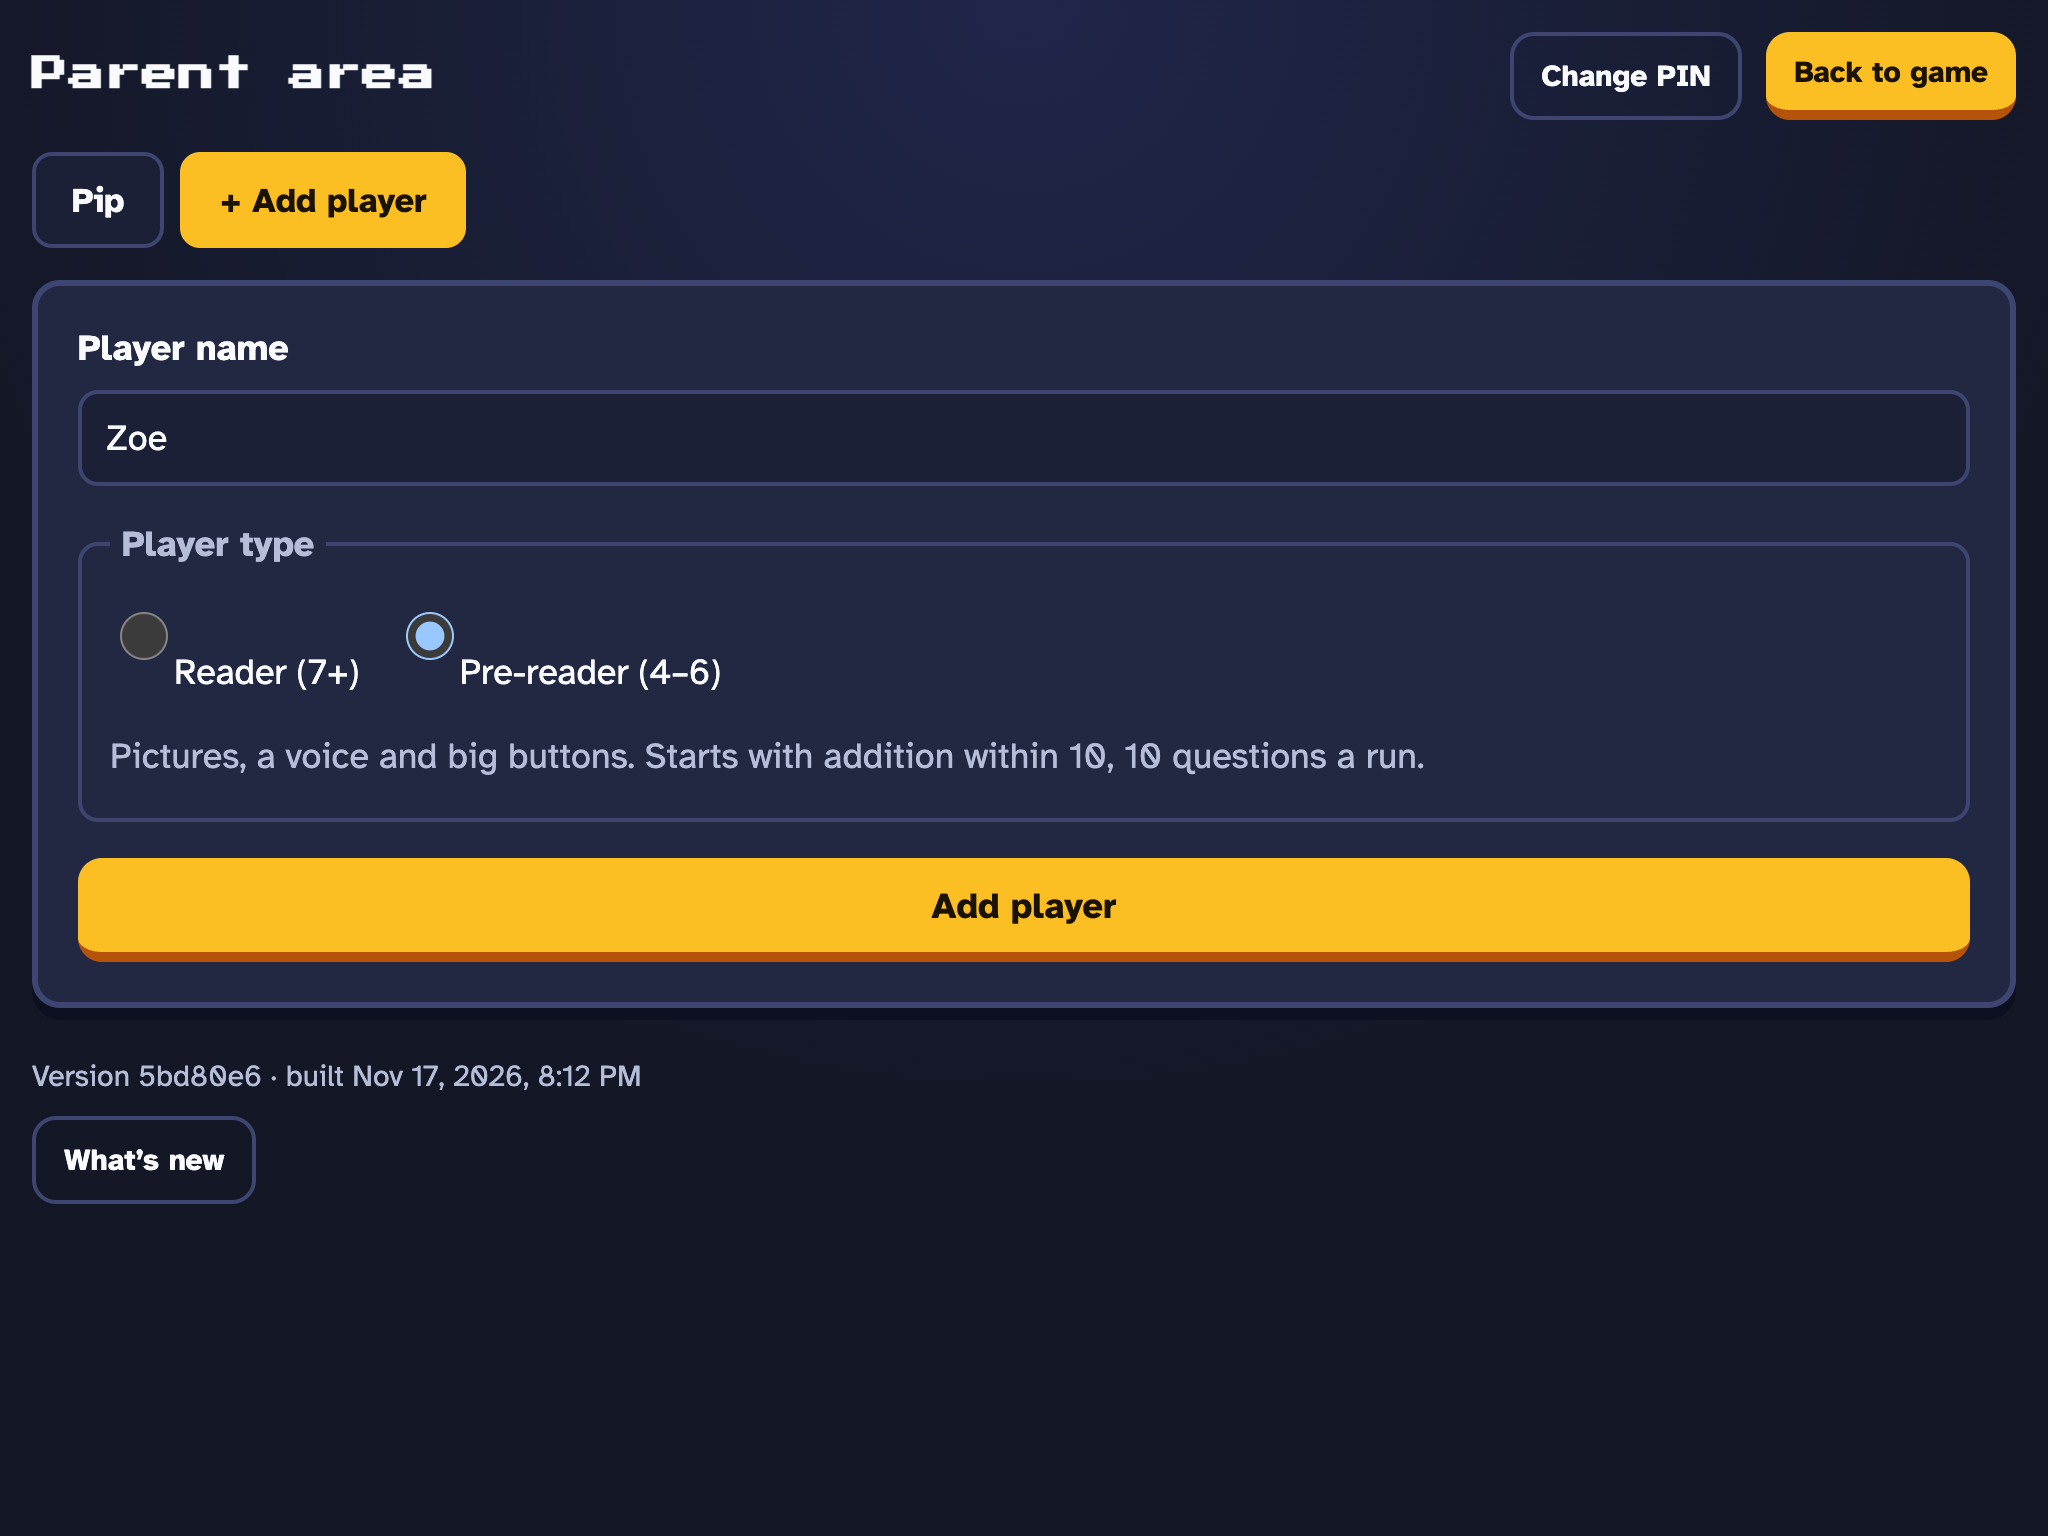 Parent area
Change PIN
Back to game
Pip
+ Add player
Player name
Zoe
Player type
Reader (7+)
Pre-reader (4–6)
Pictures, a voice and big buttons. Starts with addition within 10, 10 questions a run.
Add player
Version 5bd80e6 · built Nov 17, 2026, 8:12 PM
What’s new